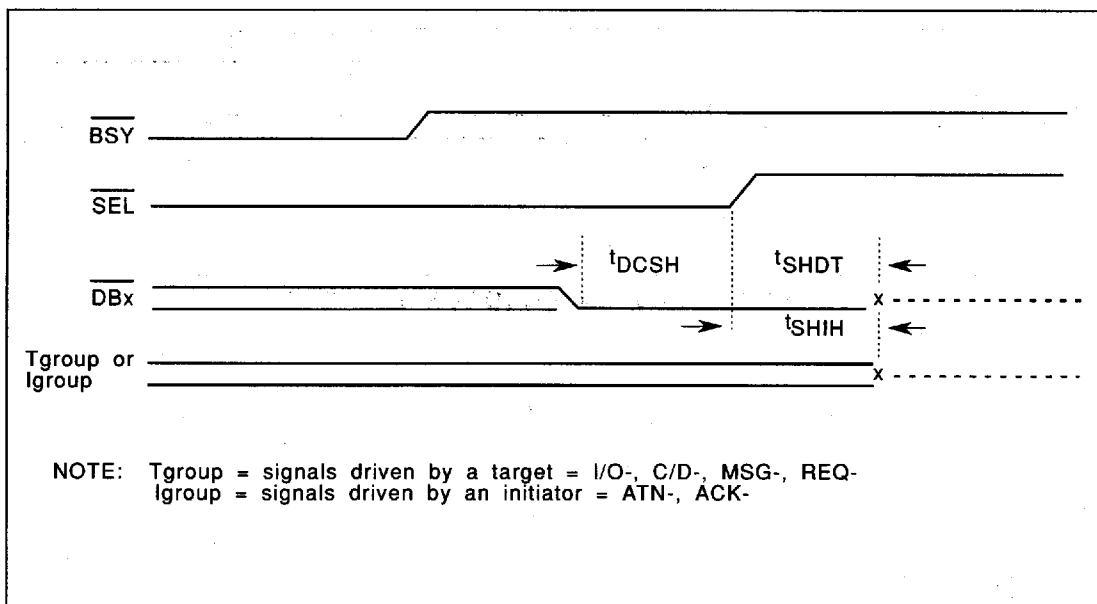 BSY
SEL
tDCSH tSHDT
DBx x
tSHIH
Tgroup or
Igroup x
NOTE: Tgroup = signals driven by a target = I/O-, C/D-, MSG-, REQ-
Igroup = signals driven by an initiator = ATN-, ACK-